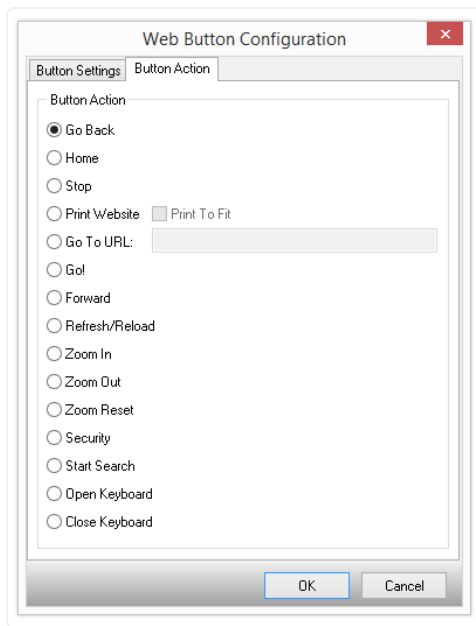 Web Button Configuration
Button Settings Button Action
Button Action
Go Back
Home
Stop
Print Website Print To Fit
Go To URL:
Go!
Forward
Refresh/Reload
Zoom In
Zoom Out
Zoom Reset
Security
Start Search
Open Keyboard
Close Keyboard
OK Cancel